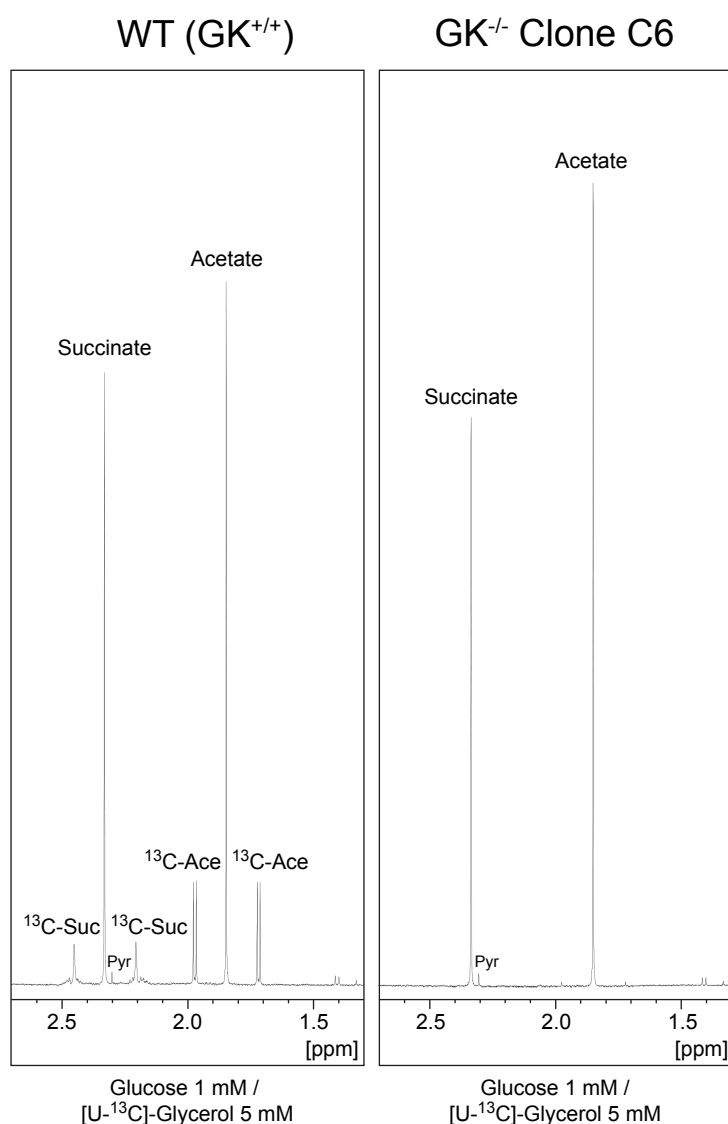 WT (GK⁺/⁺)
Acetate
Succinate
¹³C-Ace ¹³C-Ace
¹³C-Suc ¹³C-Suc
Pyr
2.5 2.0 1.5
[ppm]
Glucose 1 mM /
[U-¹³C]-Glycerol 5 mM
GK⁻/⁻ Clone C6
Acetate
Succinate
Pyr
2.5 2.0 1.5
[ppm]
Glucose 1 mM /
[U-¹³C]-Glycerol 5 mM